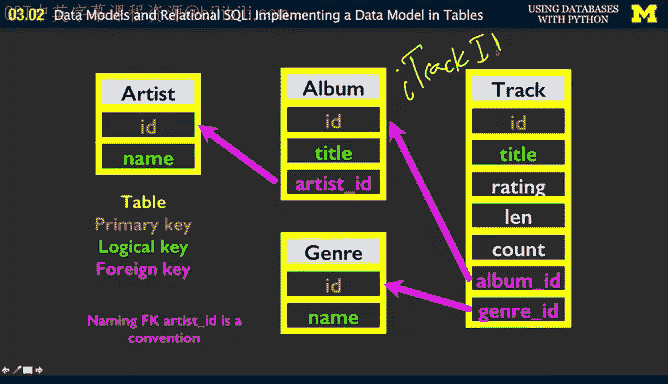 03.02 Data Models and Relational SQL: Implementing a Data Model in Tables
USING DATABASES
WITH PYTHON
M
Artist
id
name
Album
id
title
artist_id
iTrackI
Track
id
title
rating
len
count
album_id
genre_id
Genre
id
name
Table
Primary key
Logical key
Foreign key
Naming FK artist_id is a
convention